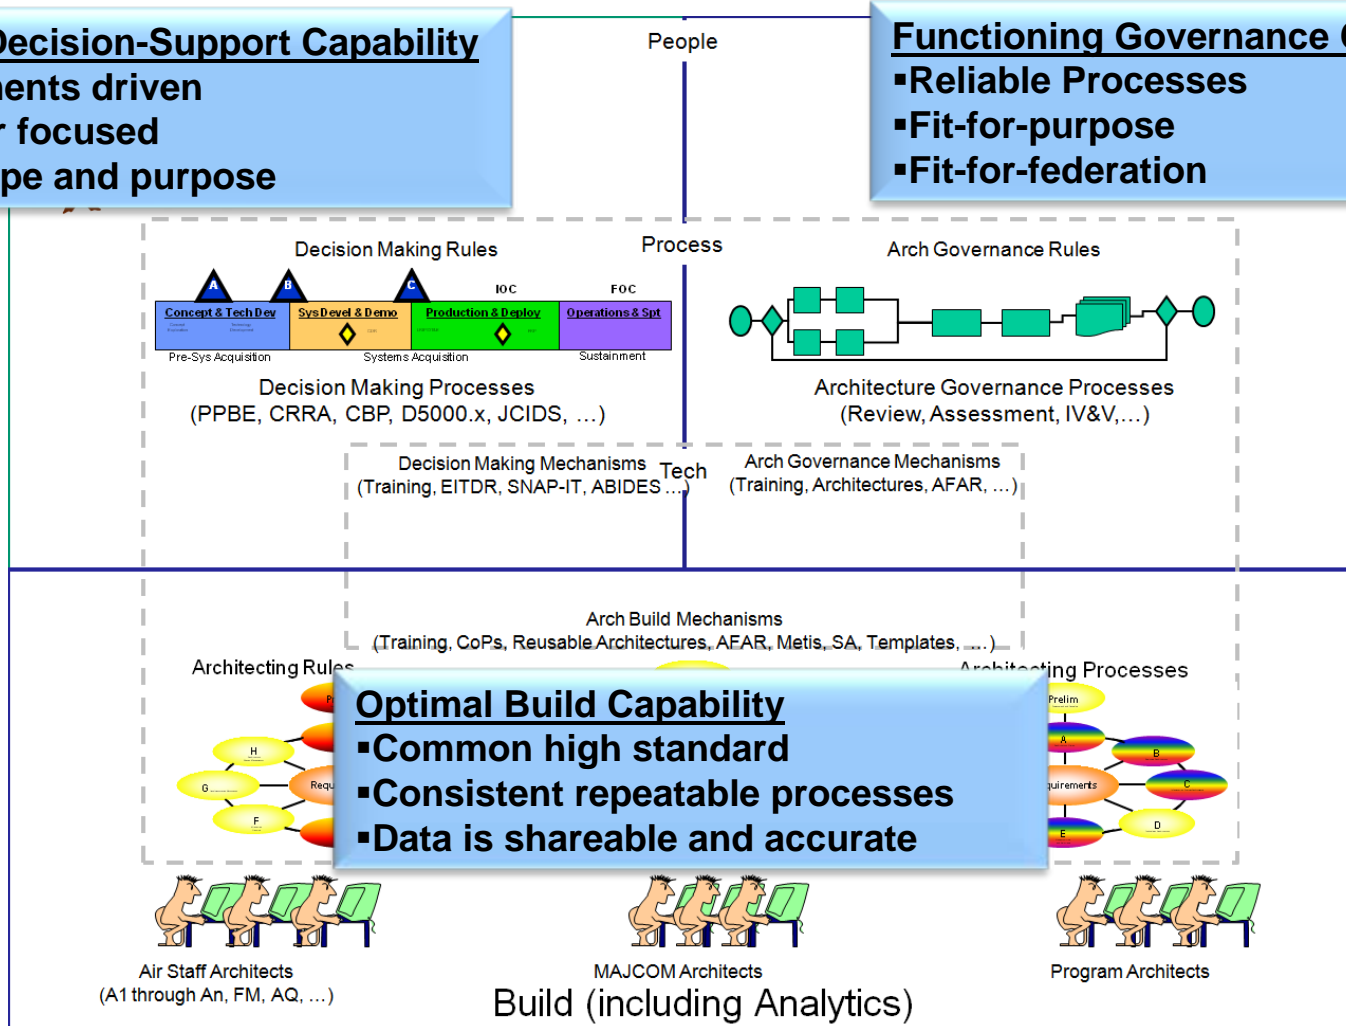 Decision-Support Capability
ments driven
r focused
pe and purpose
People
Functioning Governance
▪Reliable Processes
▪Fit-for-purpose
▪Fit-for-federation
Process
Decision Making Rules
Arch Governance Rules
A
B
C
IOC
FOC
Concept & Tech Dev
Sys Devel & Demo
Production & Deploy
Operations & Spt
Pre-Sys Acquisition
Systems Acquisition
Sustainment
Decision Making Processes
(PPBE, CRRA, CBP, D5000.x, JCIDS, …)
Architecture Governance Processes
(Review, Assessment, IV&V,…)
Tech
Decision Making Mechanisms
(Training, EITDR, SNAP-IT, ABIDES …)
Arch Governance Mechanisms
(Training, Architectures, AFAR, …)
Arch Build Mechanisms
(Training, CoPs, Reusable Architectures, AFAR, Metis, SA, Templates, …)
Architecting Rules
Architecting Processes
Optimal Build Capability
▪Common high standard
▪Consistent repeatable processes
▪Data is shareable and accurate
H
G
F
Requ
Prelim
A
B
C
D
E
quirements
Air Staff Architects
(A1 through An, FM, AQ, …)
MAJCOM Architects
Program Architects
Build (including Analytics)